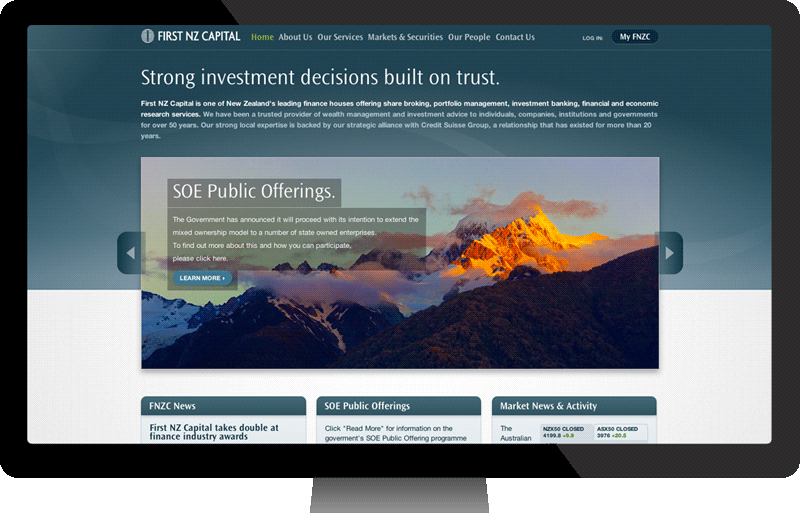 FIRST NZ CAPITAL Home About Us Our Services Markets & Securities Our People Contact Us LOG IN: My FNZC
Strong investment decisions built on trust.
First NZ Capital is one of New Zealand's leading finance houses offering share broking, portfolio management, investment banking, financial and economic
research services. We have been a trusted provider of wealth management and investment advice to individuals, companies, institutions and governments
for over 50 years. Our strong local expertise is backed by our strategic alliance with Credit Suisse Group, a relationship that has existed for more than 20
years.
SOE Public Offerings.
The Government has announced it will proceed with its intention to extend the
mixed ownership model to a number of state owned enterprises.
To find out more about this and how you can participate,
please click here.
LEARN MORE ›
FNZC News
First NZ Capital takes double at
finance industry awards
SOE Public Offerings
Click "Read More" for information on the
goverment's SOE Public Offering programme
Market News & Activity
The
Australian
NZX50 CLOSED
4199.8 +9.8
ASX50 CLOSED
3976 +20.5